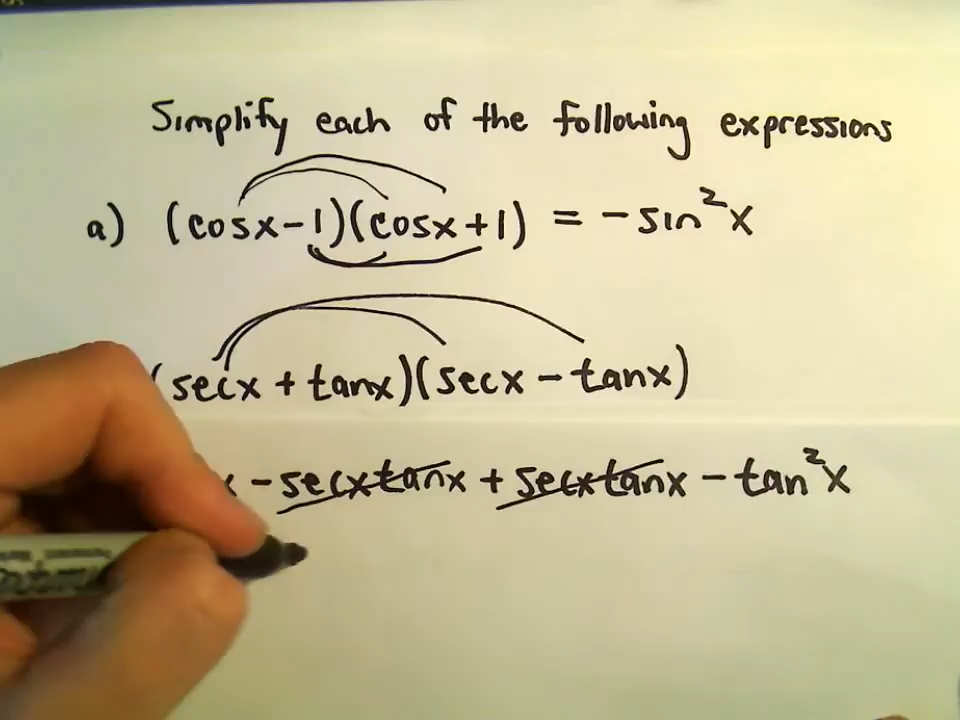 Simplify each of the following expressions
a) (cosx-1)(cosx+1) = -sin²x
(secx + tanx)(secx - tanx)
x - secxtanx + secxtanx - tan²x